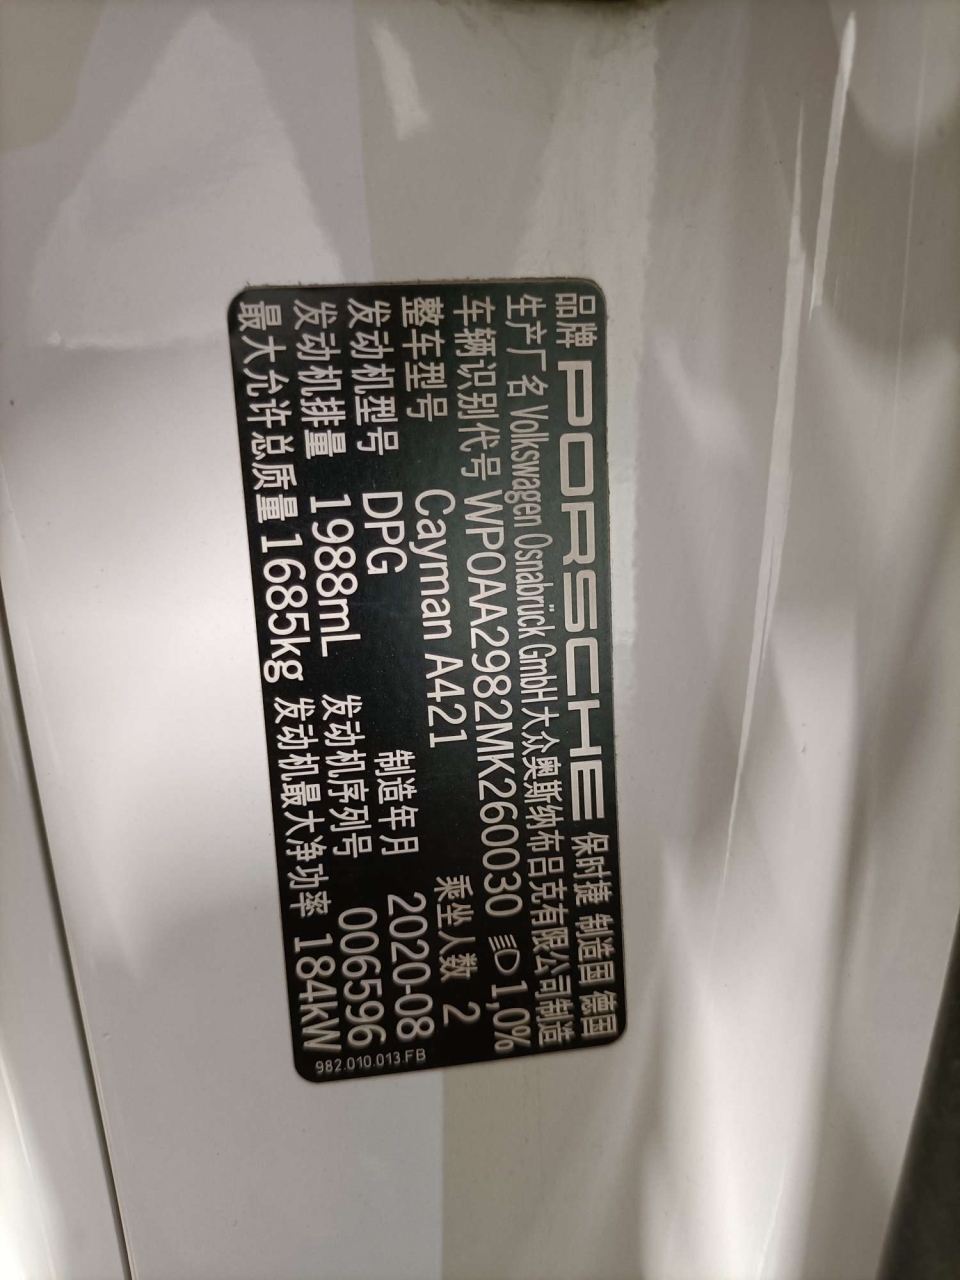 品牌 PORSCHE 保时捷 制造国 德国
生产厂名 Volkswagen Osnabrück GmbH 大众奥斯纳布吕克有限公司制造
车辆识别代号 WP0AA2982MK260030 1,0%
整车型号 Cayman A421 乘坐人数 2
发动机型号 DPG 制造年月 2020-08
发动机排量 1988mL 发动机序列号 006596
最大允许总质量 1685kg 发动机最大净功率 184kW
982.010.013.FB